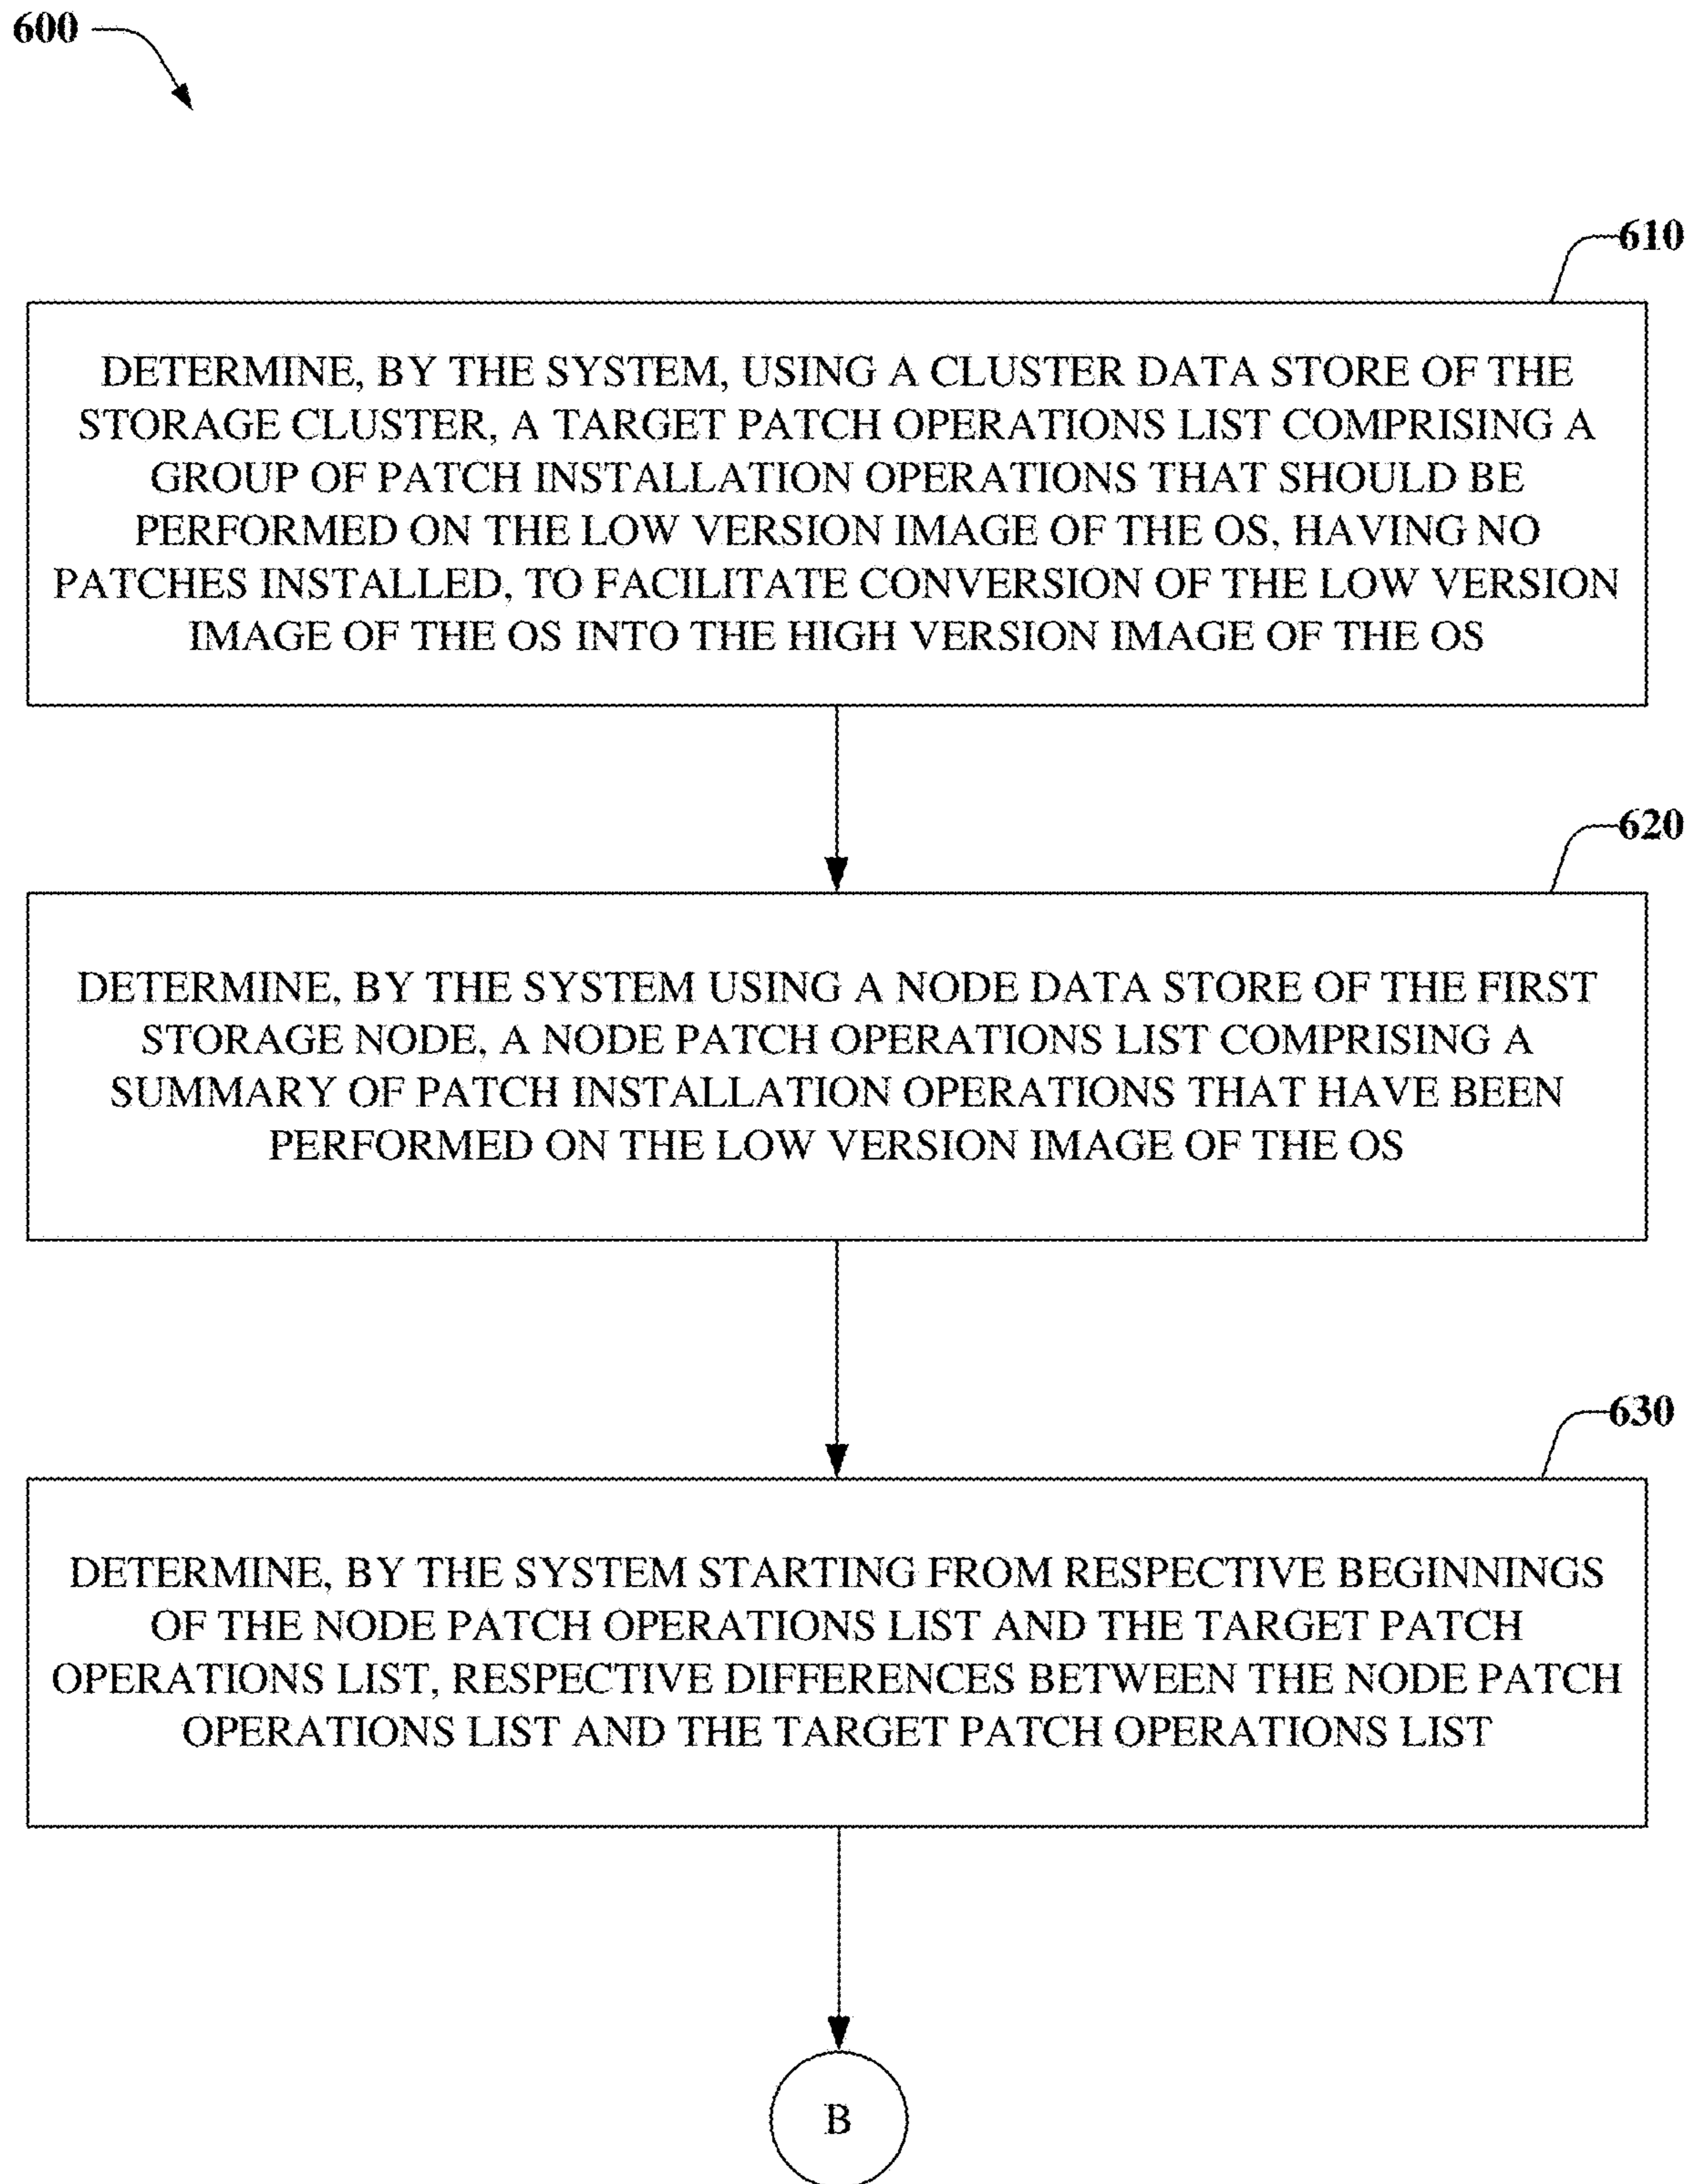 600
610
DETERMINE, BY THE SYSTEM, USING A CLUSTER DATA STORE OF THE
STORAGE CLUSTER, A TARGET PATCH OPERATIONS LIST COMPRISING A
GROUP OF PATCH INSTALLATION OPERATIONS THAT SHOULD BE
PERFORMED ON THE LOW VERSION IMAGE OF THE OS, HAVING NO
PATCHES INSTALLED, TO FACILITATE CONVERSION OF THE LOW VERSION
IMAGE OF THE OS INTO THE HIGH VERSION IMAGE OF THE OS
620
DETERMINE, BY THE SYSTEM USING A NODE DATA STORE OF THE FIRST
STORAGE NODE, A NODE PATCH OPERATIONS LIST COMPRISING A
SUMMARY OF PATCH INSTALLATION OPERATIONS THAT HAVE BEEN
PERFORMED ON THE LOW VERSION IMAGE OF THE OS
630
DETERMINE, BY THE SYSTEM STARTING FROM RESPECTIVE BEGINNINGS
OF THE NODE PATCH OPERATIONS LIST AND THE TARGET PATCH
OPERATIONS LIST, RESPECTIVE DIFFERENCES BETWEEN THE NODE PATCH
OPERATIONS LIST AND THE TARGET PATCH OPERATIONS LIST
B